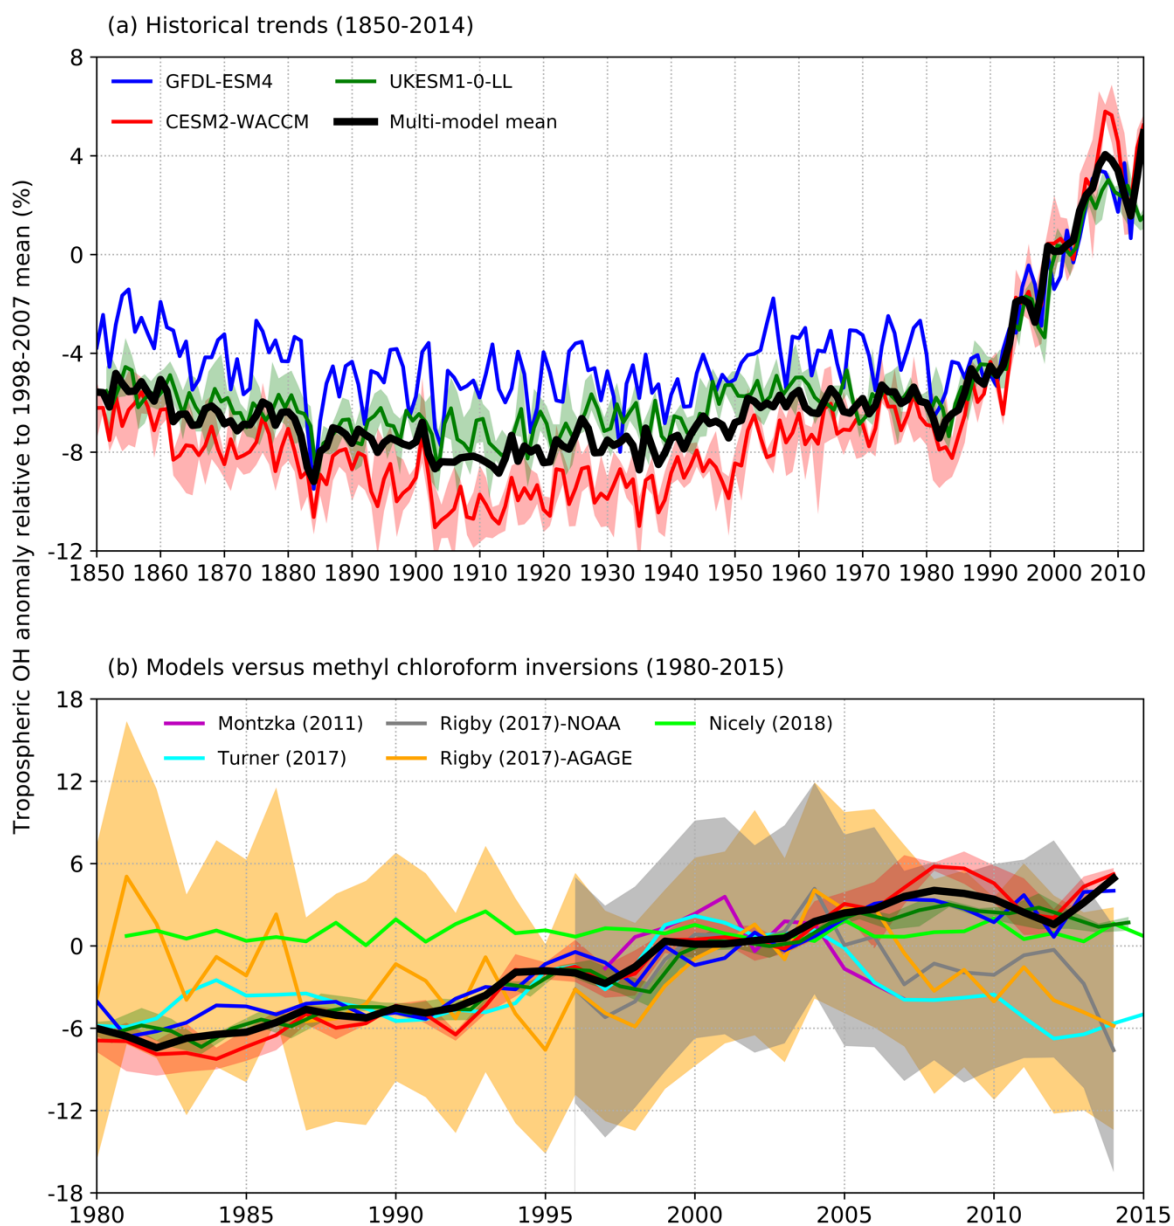 (a) Historical trends (1850-2014)
Tropospheric OH anomaly relative to 1998-2007 mean (%)
8
4
0
-4
-8
-12
GFDL-ESM4
UKESM1-0-LL
CESM2-WACCM
Multi-model mean
1850 1860 1870 1880 1890 1900 1910 1920 1930 1940 1950 1960 1970 1980 1990 2000 2010
(b) Models versus methyl chloroform inversions (1980-2015)
18
12
6
0
-6
-12
-18
Montzka (2011)
Rigby (2017)-NOAA
Nicely (2018)
Turner (2017)
Rigby (2017)-AGAGE
1980 1985 1990 1995 2000 2005 2010 2015